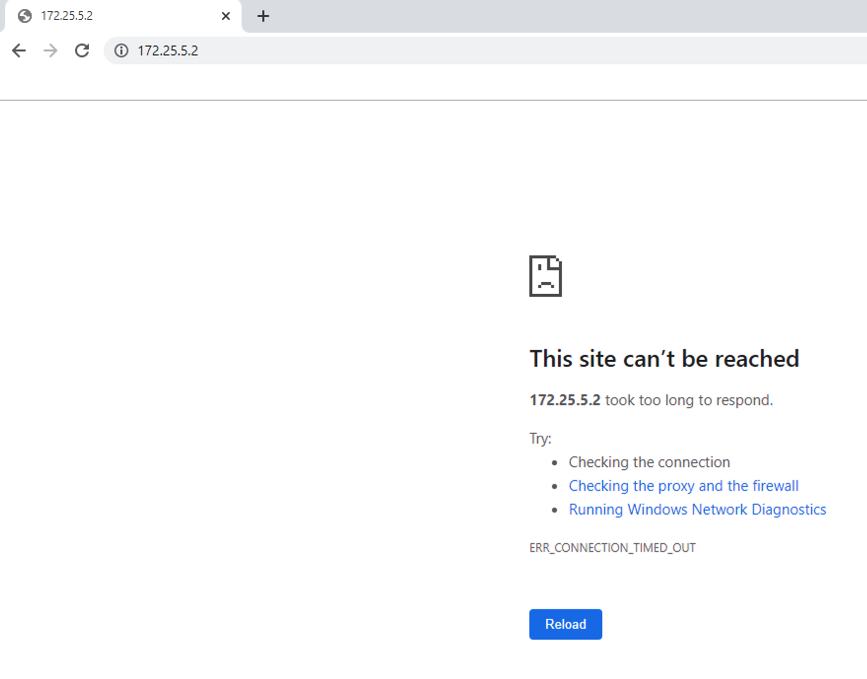 172.25.5.2
172.25.5.2
This site can’t be reached
172.25.5.2 took too long to respond.
Try:
Checking the connection
Checking the proxy and the firewall
Running Windows Network Diagnostics
ERR_CONNECTION_TIMED_OUT
Reload